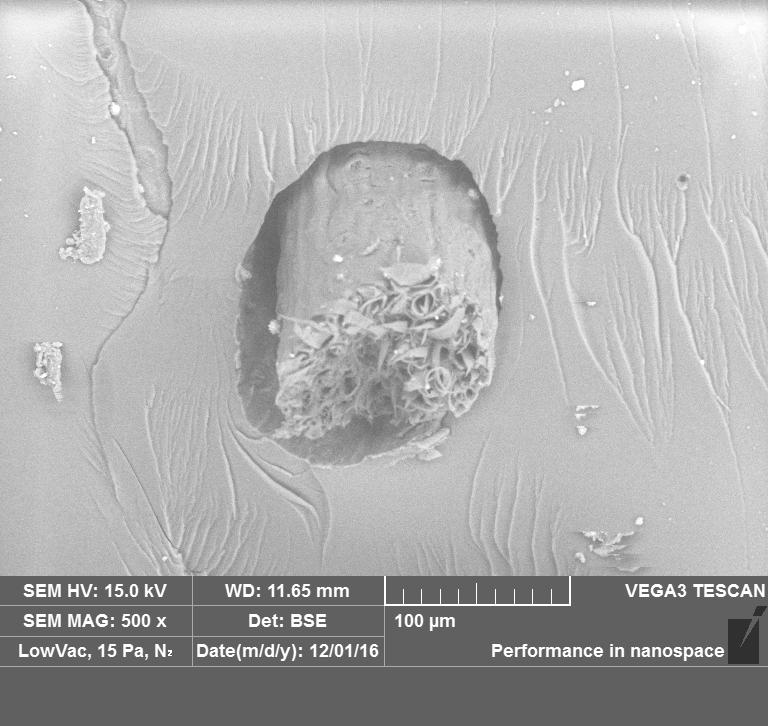 SEM HV: 15.0 kV
WD: 11.65 mm
VEGA3 TESCAN
SEM MAG: 500 x
Det: BSE
100 µm
LowVac, 15 Pa, N₂
Date(m/d/y): 12/01/16
Performance in nanospace